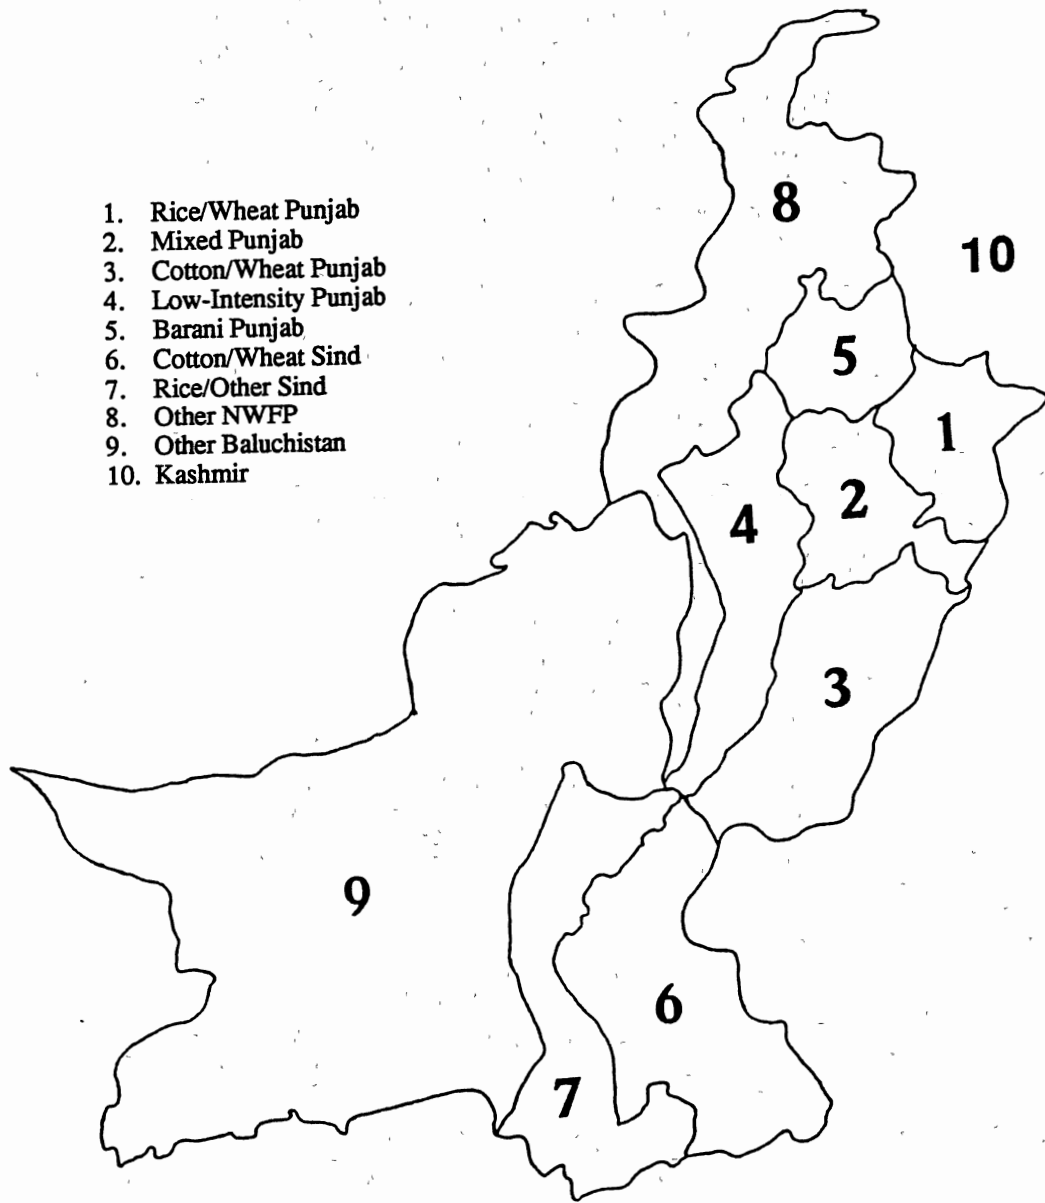 1. Rice/Wheat Punjab
2. Mixed Punjab
3. Cotton/Wheat Punjab
4. Low-Intensity Punjab
5. Barani Punjab
6. Cotton/Wheat Sind
7. Rice/Other Sind
8. Other NWFP
9. Other Baluchistan
10. Kashmir
8
10
5
1
2
4
3
9
6
7